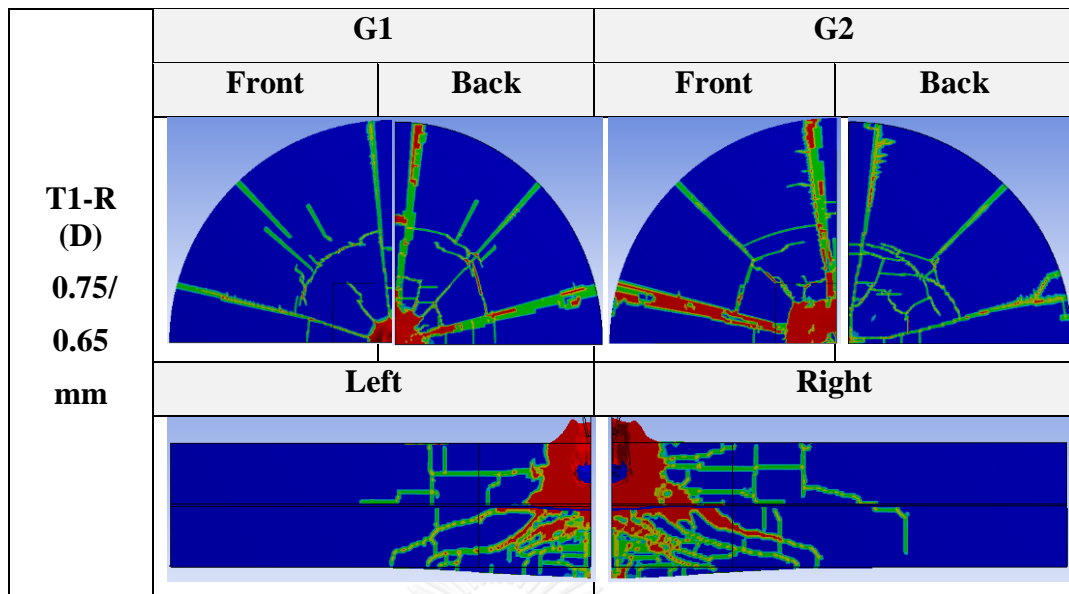 G1
G2
Front
Back
Front
Back
T1-R
(D)
0.75/
0.65
mm
Left
Right